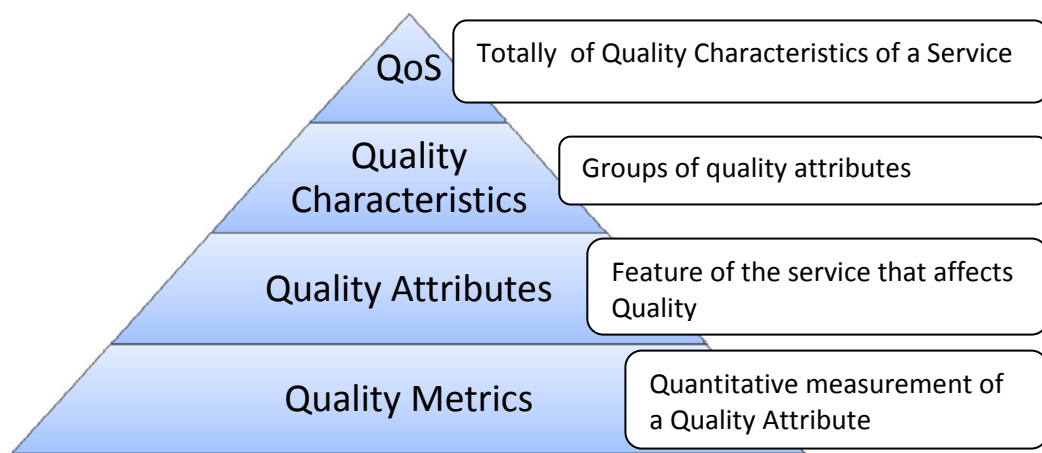 QoS
Totally of Quality Characteristics of a Service
Quality
Characteristics
Groups of quality attributes
Quality Attributes
Feature of the service that affects
Quality
Quality Metrics
Quantitative measurement of
a Quality Attribute